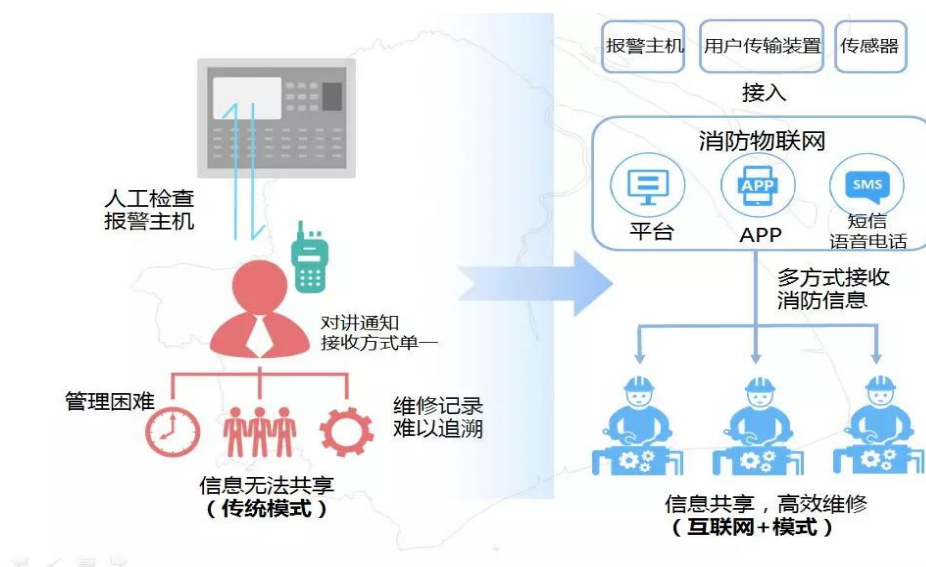 人工检查
报警主机
对讲通知
接收方式单一
管理困难
维修记录
难以追溯
信息无法共享
（传统模式）
报警主机
用户传输装置
传感器
接入
消防物联网
APP
SMS
平台
APP
短信
语音电话
多方式接收
消防信息
信息共享，高效维修
（互联网+模式）